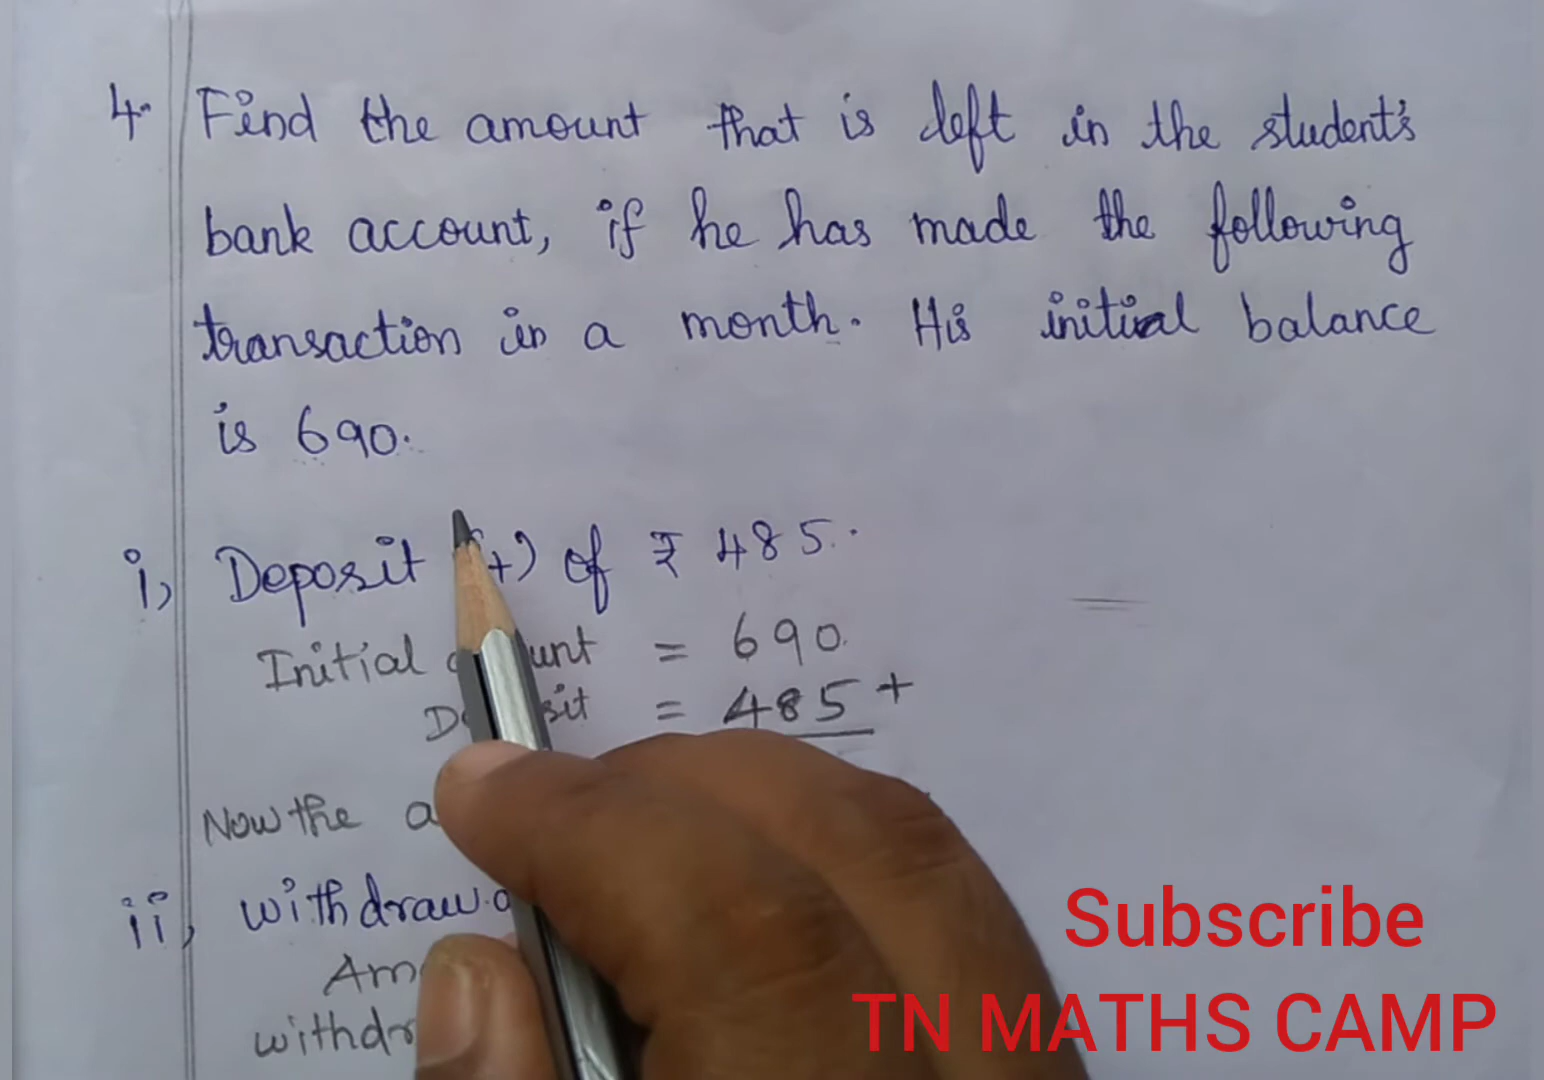 4. Find the amount that is left in the student's
bank account, if he has made the following
transaction in a month. His initial balance
is 690.
i, Deposit (+) of ₹ 485.
Initial = 690.
= 485 +
Now the
ii,
Subscribe
TN MATHS CAMP